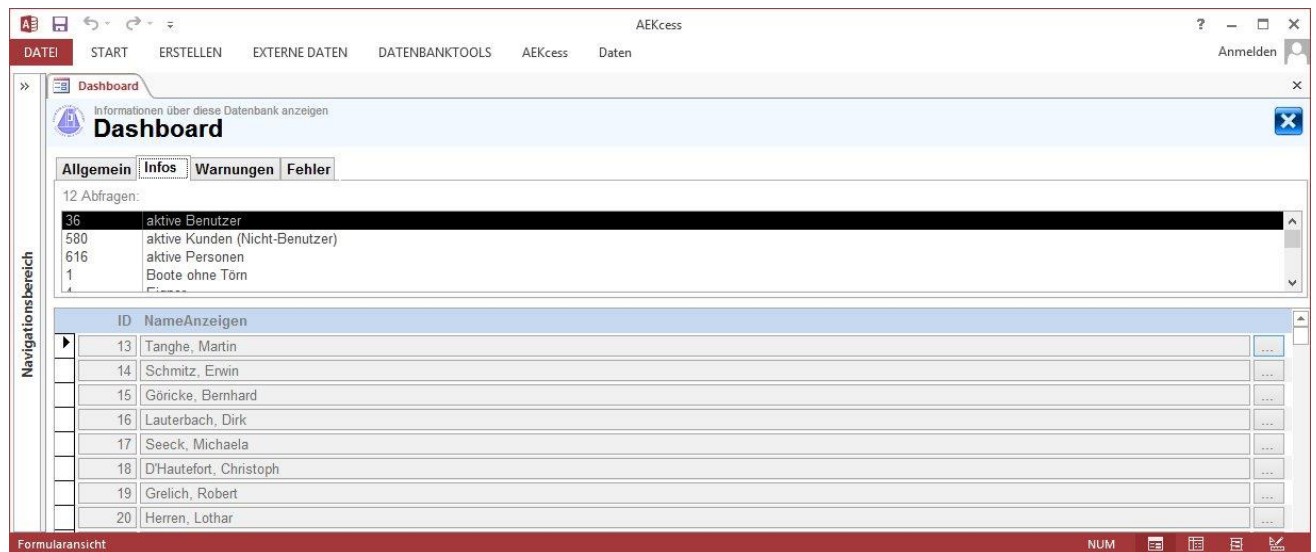 AEKcess
?
DATEI START ERSTELLEN EXTERNE DATEN DATENBANKTOOLS AEKcess Daten Anmelden
» Dashboard
Informationen über diese Datenbank anzeigen
Dashboard
Allgemein Infos Warnungen Fehler
12 Abfragen:
36 aktive Benutzer
580 aktive Kunden (Nicht-Benutzer)
616 aktive Personen
1 Boote ohne Törn
Navigationsbereich
ID NameAnzeigen
13 Tanghe, Martin ...
14 Schmitz, Erwin ...
15 Göricke, Bernhard ...
16 Lauterbach, Dirk ...
17 Seeck, Michaela ...
18 D'Hautefort, Christoph ...
19 Grelich, Robert ...
20 Herren, Lothar ...
Formularansicht NUM